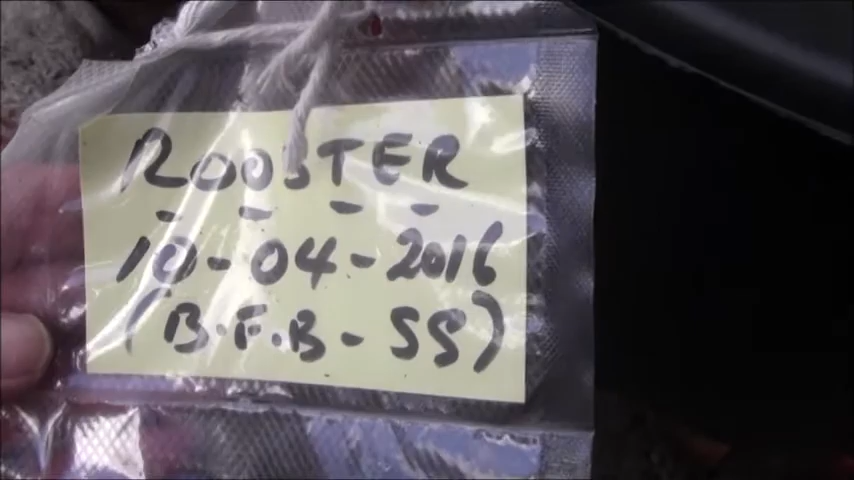 ROOSTER
- - - -
10-04-2016
(B.F.B-SS)